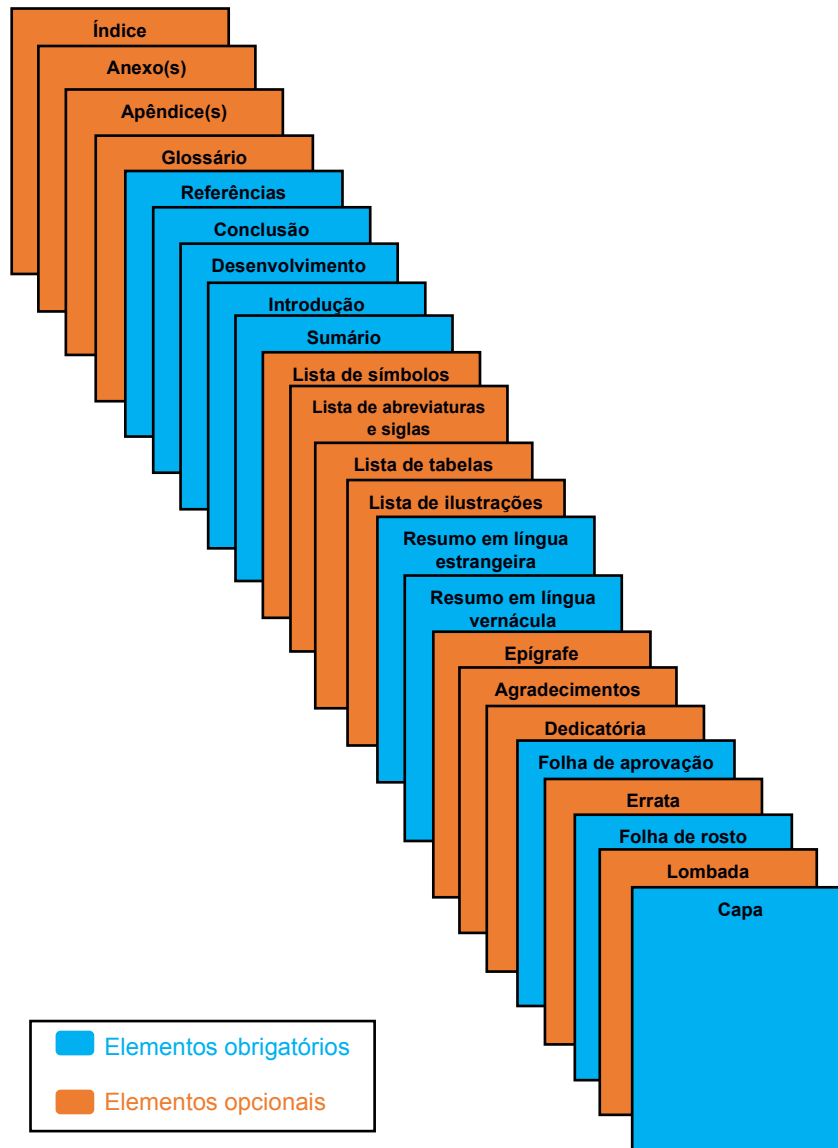 Índice
Anexo(s)
Apêndice(s)
Glossário
Referências
Conclusão
Desenvolvimento
Introdução
Sumário
Lista de símbolos
Lista de abreviaturas
e siglas
Lista de tabelas
Lista de ilustrações
Resumo em língua
estrangeira
Resumo em língua
vernácula
Epígrafe
Agradecimentos
Dedicatória
Folha de aprovação
Errata
Folha de rosto
Lombada
Capa
Elementos obrigatórios
Elementos opcionais